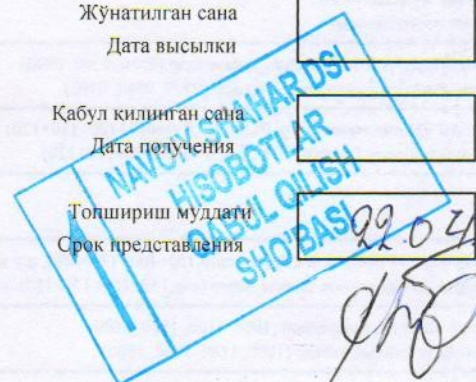 Жўнатилган сана
Дата высылки
Қабул қилинган сана
Дата получения
Топшириш муддати
Срок представления
22.04
NAVOIY SHAHAR DSI
HISOBOTLAR
QABUL QILISH
SHO'BASI
1